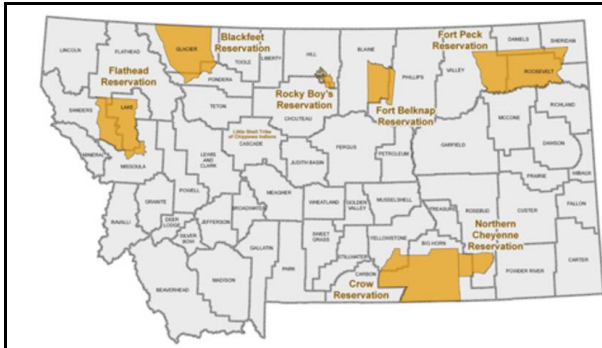 Blackfeet
Reservation
Fort Peck
Reservation
DANIELS
SHERIDAN
LINCOLN
FLATHEAD
GLACIER
TOOLE
LIBERTY
HILL
BLAINE
PHILLIPS
VALLEY
ROOSEVELT
Flathead
Reservation
PONDERA
Rocky Boy's
Reservation
Fort Belknap
Reservation
RICHLAND
SANDERS
LAKE
TETON
CHOUTEAU
MCCONE
Little Shell Tribe
of Chippewa Indians
CASCADE
DAWSON
MINERAL
MISSOULA
LEWIS
AND
CLARK
JUDITH BASIN
FERGUS
PETROLEUM
GARFIELD
PRAIRIE
WIBAUX
POWELL
MEAGHER
GRANITE
WHEATLAND
GOLDEN
VALLEY
MUSSELSHELL
TREASURE
ROSEBUD
CUSTER
FALLON
RAVALLI
DEER
LODGE
JEFFERSON
BROADWATER
SILVER
BOW
Northern
Cheyenne
Reservation
SWEET
GRASS
YELLOWSTONE
BIG HORN
GALLATIN
PARK
STILLWATER
CARBON
POWDER RIVER
CARTER
BEAVERHEAD
MADISON
Crow
Reservation